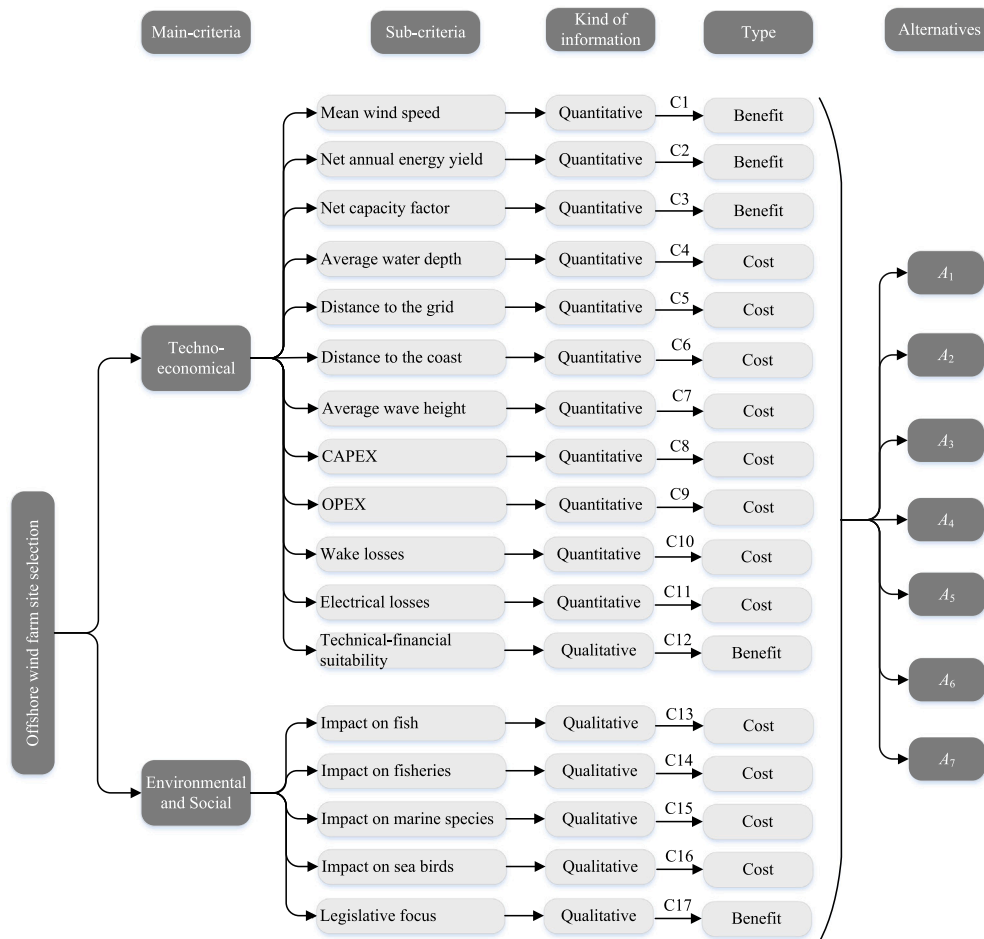 Main-criteria
Sub-criteria
Kind of
information
Type
Alternatives
Offshore wind farm site selection
Techno-
economical
Mean wind speed
Quantitative
C1
Benefit
Net annual energy yield
Quantitative
C2
Benefit
Net capacity factor
Quantitative
C3
Benefit
Average water depth
Quantitative
C4
Cost
Distance to the grid
Quantitative
C5
Cost
Distance to the coast
Quantitative
C6
Cost
Average wave height
Quantitative
C7
Cost
CAPEX
Quantitative
C8
Cost
OPEX
Quantitative
C9
Cost
Wake losses
Quantitative
C10
Cost
Electrical losses
Quantitative
C11
Cost
Technical-financial
suitability
Qualitative
C12
Benefit
Environmental
and Social
Impact on fish
Qualitative
C13
Cost
Impact on fisheries
Qualitative
C14
Cost
Impact on marine species
Qualitative
C15
Cost
Impact on sea birds
Qualitative
C16
Cost
Legislative focus
Qualitative
C17
Benefit
A1
A2
A3
A4
A5
A6
A7